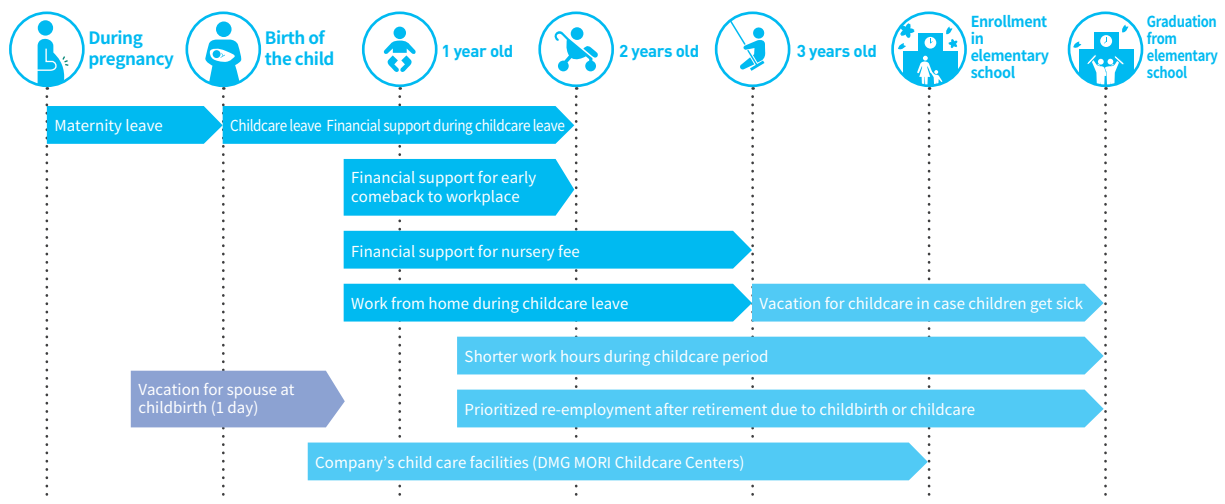 During
pregnancy
Birth of
the child
1 year old
2 years old
3 years old
Enrollment
in
elementary
school
Graduation
from
elementary
school
Maternity leave
Childcare leave Financial support during childcare leave
Financial support for early
comeback to workplace
Financial support for nursery fee
Work from home during childcare leave
Vacation for childcare in case children get sick
Shorter work hours during childcare period
Vacation for spouse at
childbirth (1 day)
Prioritized re-employment after retirement due to childbirth or childcare
Company’s child care facilities (DMG MORI Childcare Centers)